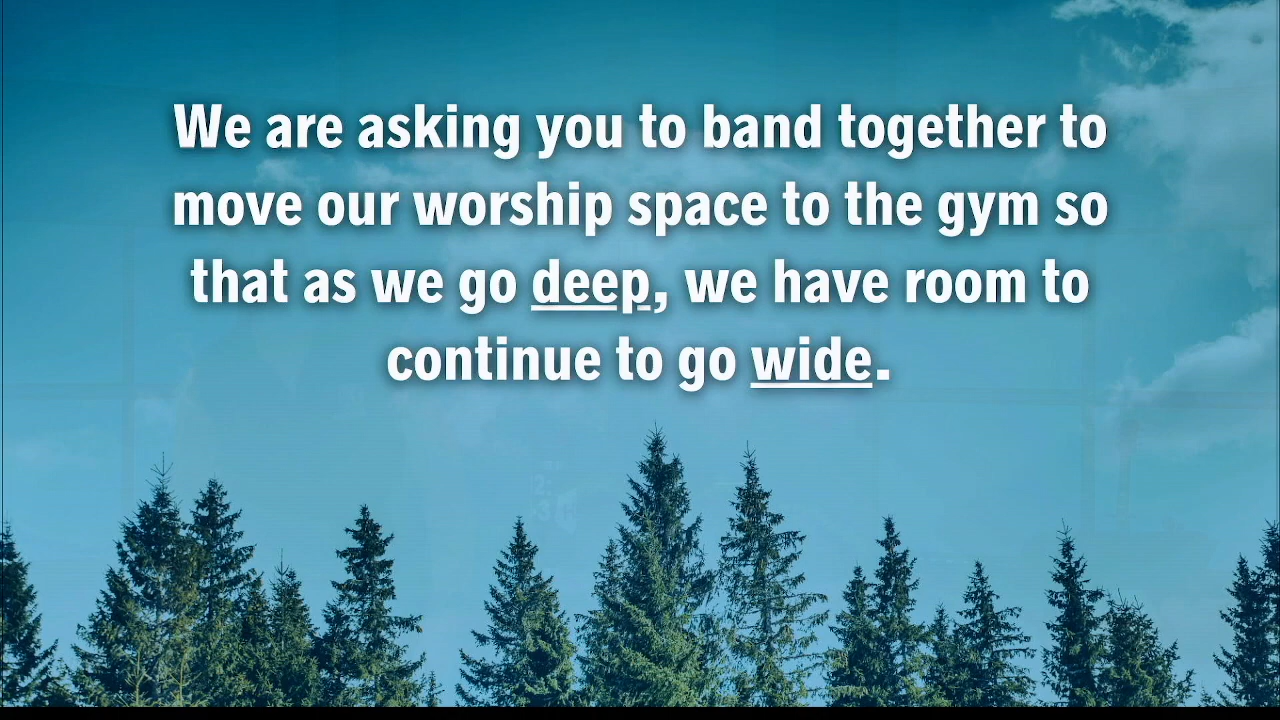 We are asking you to band together to
move our worship space to the gym so
that as we go deep, we have room to
continue to go wide.